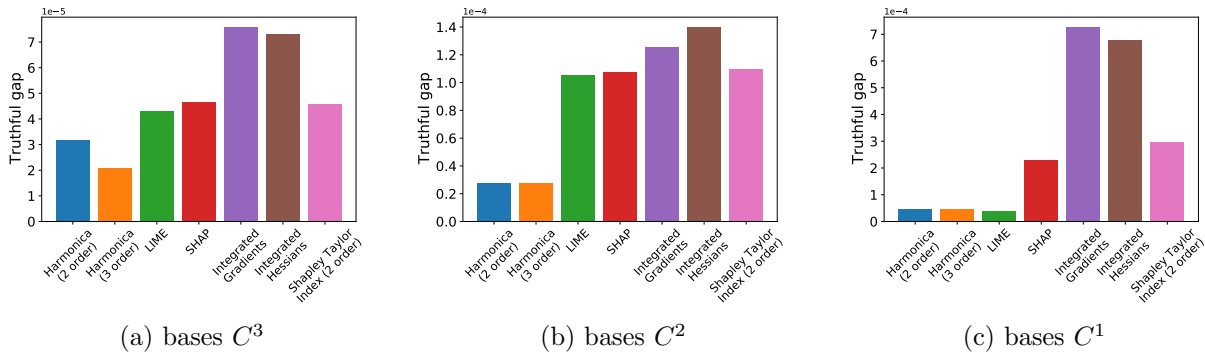 1e−5
Truthful gap
7
6
5
4
3
2
1
0
Harmonica
(2 order)
Harmonica
(3 order)
LIME
SHAP
Integrated
Gradients
Integrated
Hessians
Shapley Taylor
Index (2 order)
(a) bases C³
1e−4
Truthful gap
1.4
1.2
1.0
0.8
0.6
0.4
0.2
0.0
Harmonica
(2 order)
Harmonica
(3 order)
LIME
SHAP
Integrated
Gradients
Integrated
Hessians
Shapley Taylor
Index (2 order)
(b) bases C²
1e−4
Truthful gap
7
6
5
4
3
2
1
0
Harmonica
(2 order)
Harmonica
(3 order)
LIME
SHAP
Integrated
Gradients
Integrated
Hessians
Shapley Taylor
Index (2 order)
(c) bases C¹